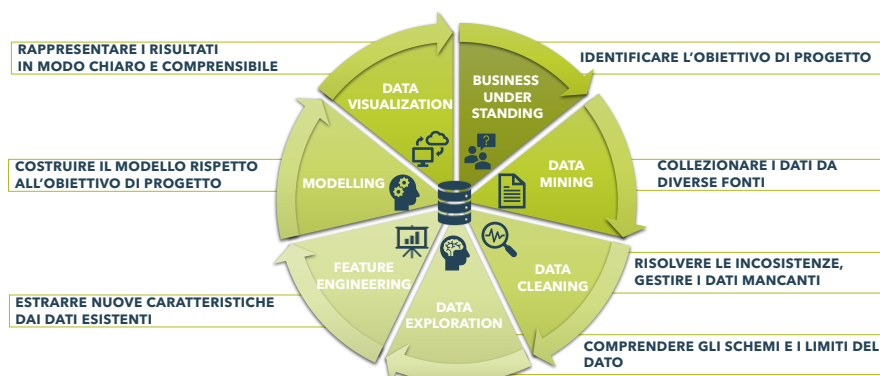 RAPPRESENTARE I RISULTATI
IN MODO CHIARO E COMPRENSIBILE
IDENTIFICARE L'OBIETTIVO DI PROGETTO
DATA
VISUALIZATION
BUSINESS
UNDER
STANDING
?
COSTRUIRE IL MODELLO RISPETTO
ALL'OBIETTIVO DI PROGETTO
MODELLING
DATA
MINING
COLLEZIONARE I DATI DA
DIVERSE FONTI
FEATURE
ENGINEERING
DATA
CLEANING
RISOLVERE LE INCOSISTENZE,
GESTIRE I DATI MANCANTI
ESTRARRE NUOVE CARATTERISTICHE
DAI DATI ESISTENTI
DATA
EXPLORATION
COMPRENDERE GLI SCHEMI E I LIMITI DEL
DATO